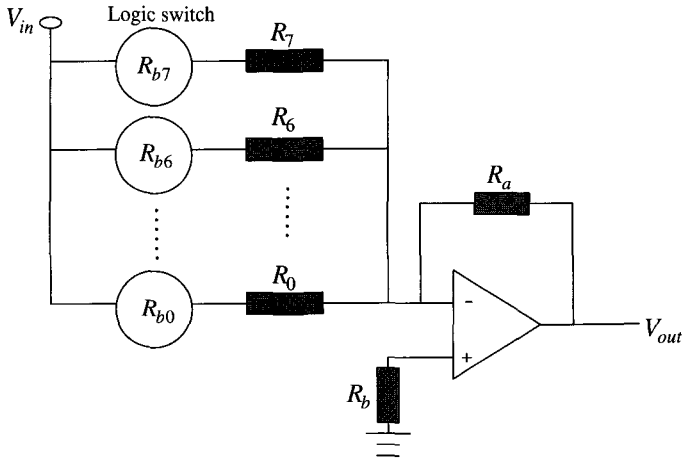 Logic switch
V_in
R_b7
R_7
R_b6
R_6
R_b0
R_0
R_a
-
+
R_b
V_out